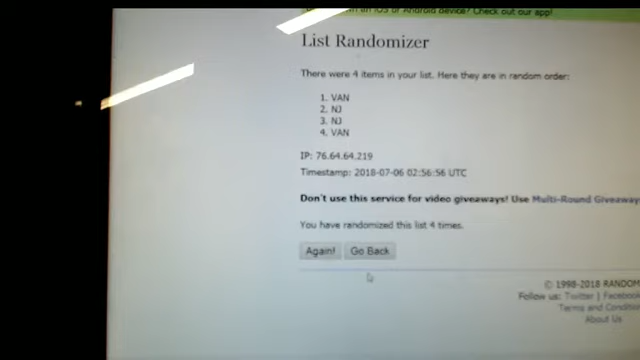 an iOS or Android device? Check out our app!
List Randomizer
There were 4 items in your list. Here they are in random order:
1. VAN
2. NJ
3. NJ
4. VAN
IP: 76.64.64.219
Timestamp: 2018-07-06 02:56:56 UTC
Don't use this service for video giveaways! Use Multi-Round Giveaway
You have randomized this list 4 times.
Again! Go Back
© 1998-2018 RANDOM
Follow us: Twitter | Facebook
Terms and Condition
About Us